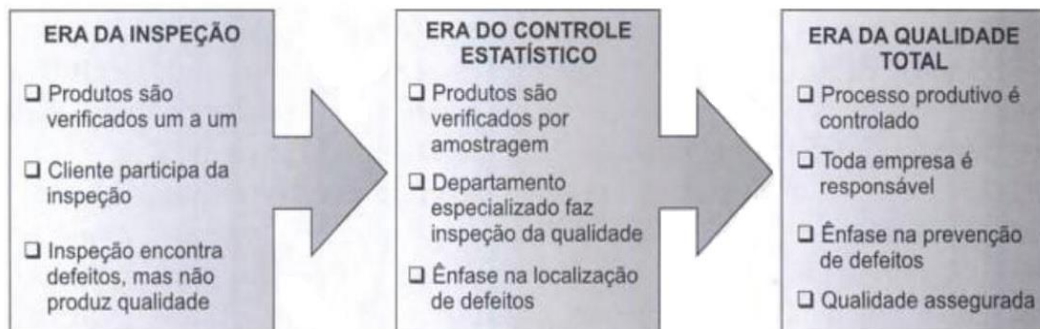 ERA DA INSPEÇÃO
❑ Produtos são
verificados um a um
❑ Cliente participa da
inspeção
❑ Inspeção encontra
defeitos, mas não
produz qualidade
ERA DO CONTROLE
ESTATÍSTICO
❑ Produtos são
verificados por
amostragem
❑ Departamento
especializado faz
inspeção da qualidade
❑ Ênfase na localização
de defeitos
ERA DA QUALIDADE
TOTAL
❑ Processo produtivo é
controlado
❑ Toda empresa é
responsável
❑ Ênfase na prevenção
de defeitos
❑ Qualidade assegurada